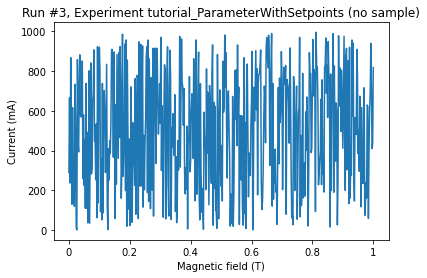 Run #3, Experiment tutorial_ParameterWithSetpoints (no sample)
1000
800
600
400
200
0
Current (mA)
0 0.2 0.4 0.6 0.8 1
Magnetic field (T)